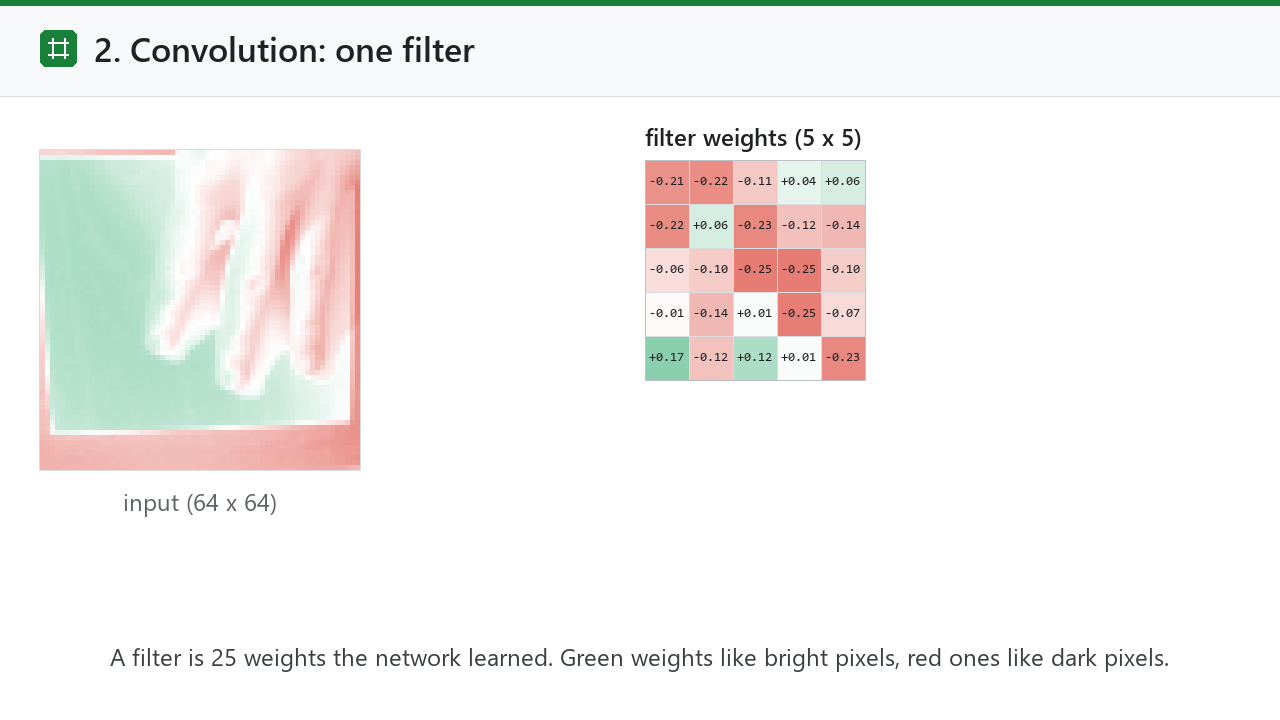 2. Convolution: one filter
filter weights (5 x 5)
-0.21 -0.22 -0.11 +0.04 +0.06
-0.22 +0.06 -0.23 -0.12 -0.14
-0.06 -0.10 -0.25 -0.25 -0.10
-0.01 -0.14 +0.01 -0.25 -0.07
+0.17 -0.12 +0.12 +0.01 -0.23
input (64 x 64)
A filter is 25 weights the network learned. Green weights like bright pixels, red ones like dark pixels.